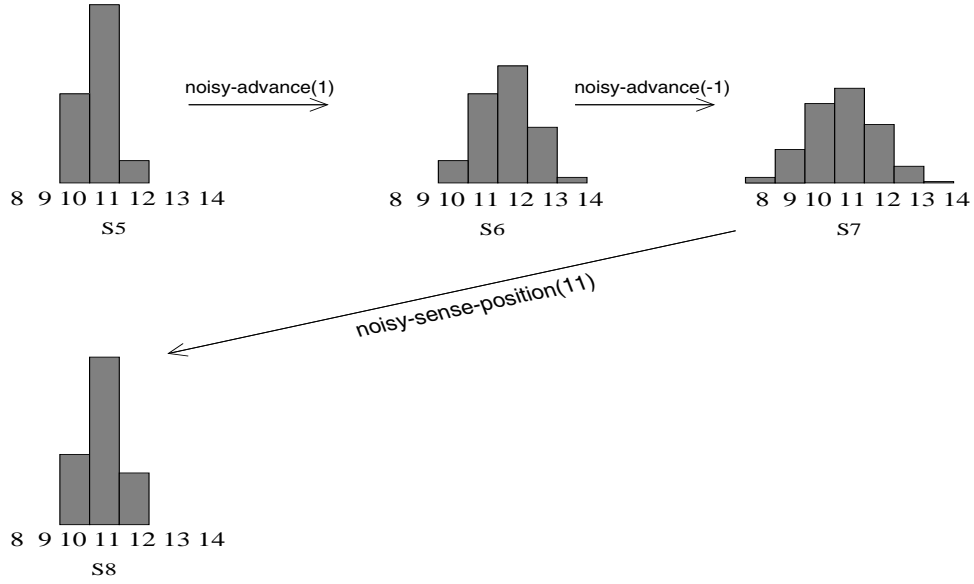 noisy-advance(1)
noisy-advance(-1)
8 9 10 11 12 13 14
S5
8 9 10 11 12 13 14
S6
8 9 10 11 12 13 14
S7
noisy-sense-position(11)
8 9 10 11 12 13 14
S8